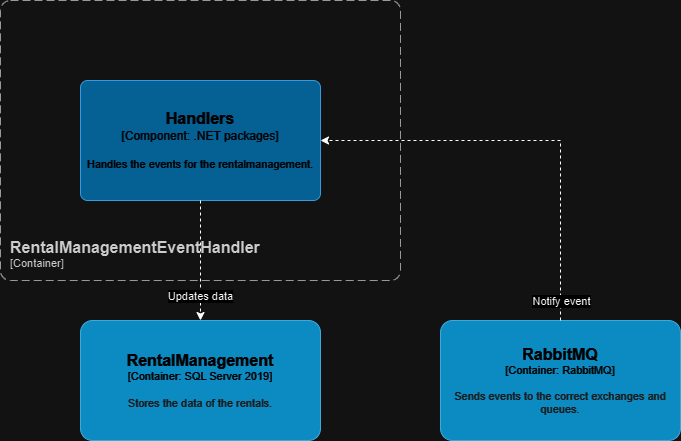 Handlers
[Component: .NET packages]
Handles the events for the rentalmanagement.
RentalManagementEventHandler
[Container]
Updates data
Notify event
RentalManagement
[Container: SQL Server 2019]
Stores the data of the rentals.
RabbitMQ
[Container: RabbitMQ]
Sends events to the correct exchanges and
queues.